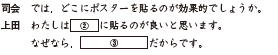 司会　では，どこにポスターを貼るのが効果的でしょうか。
上田　わたしは②に貼るのが良いと思います。
なぜなら，③だからです。